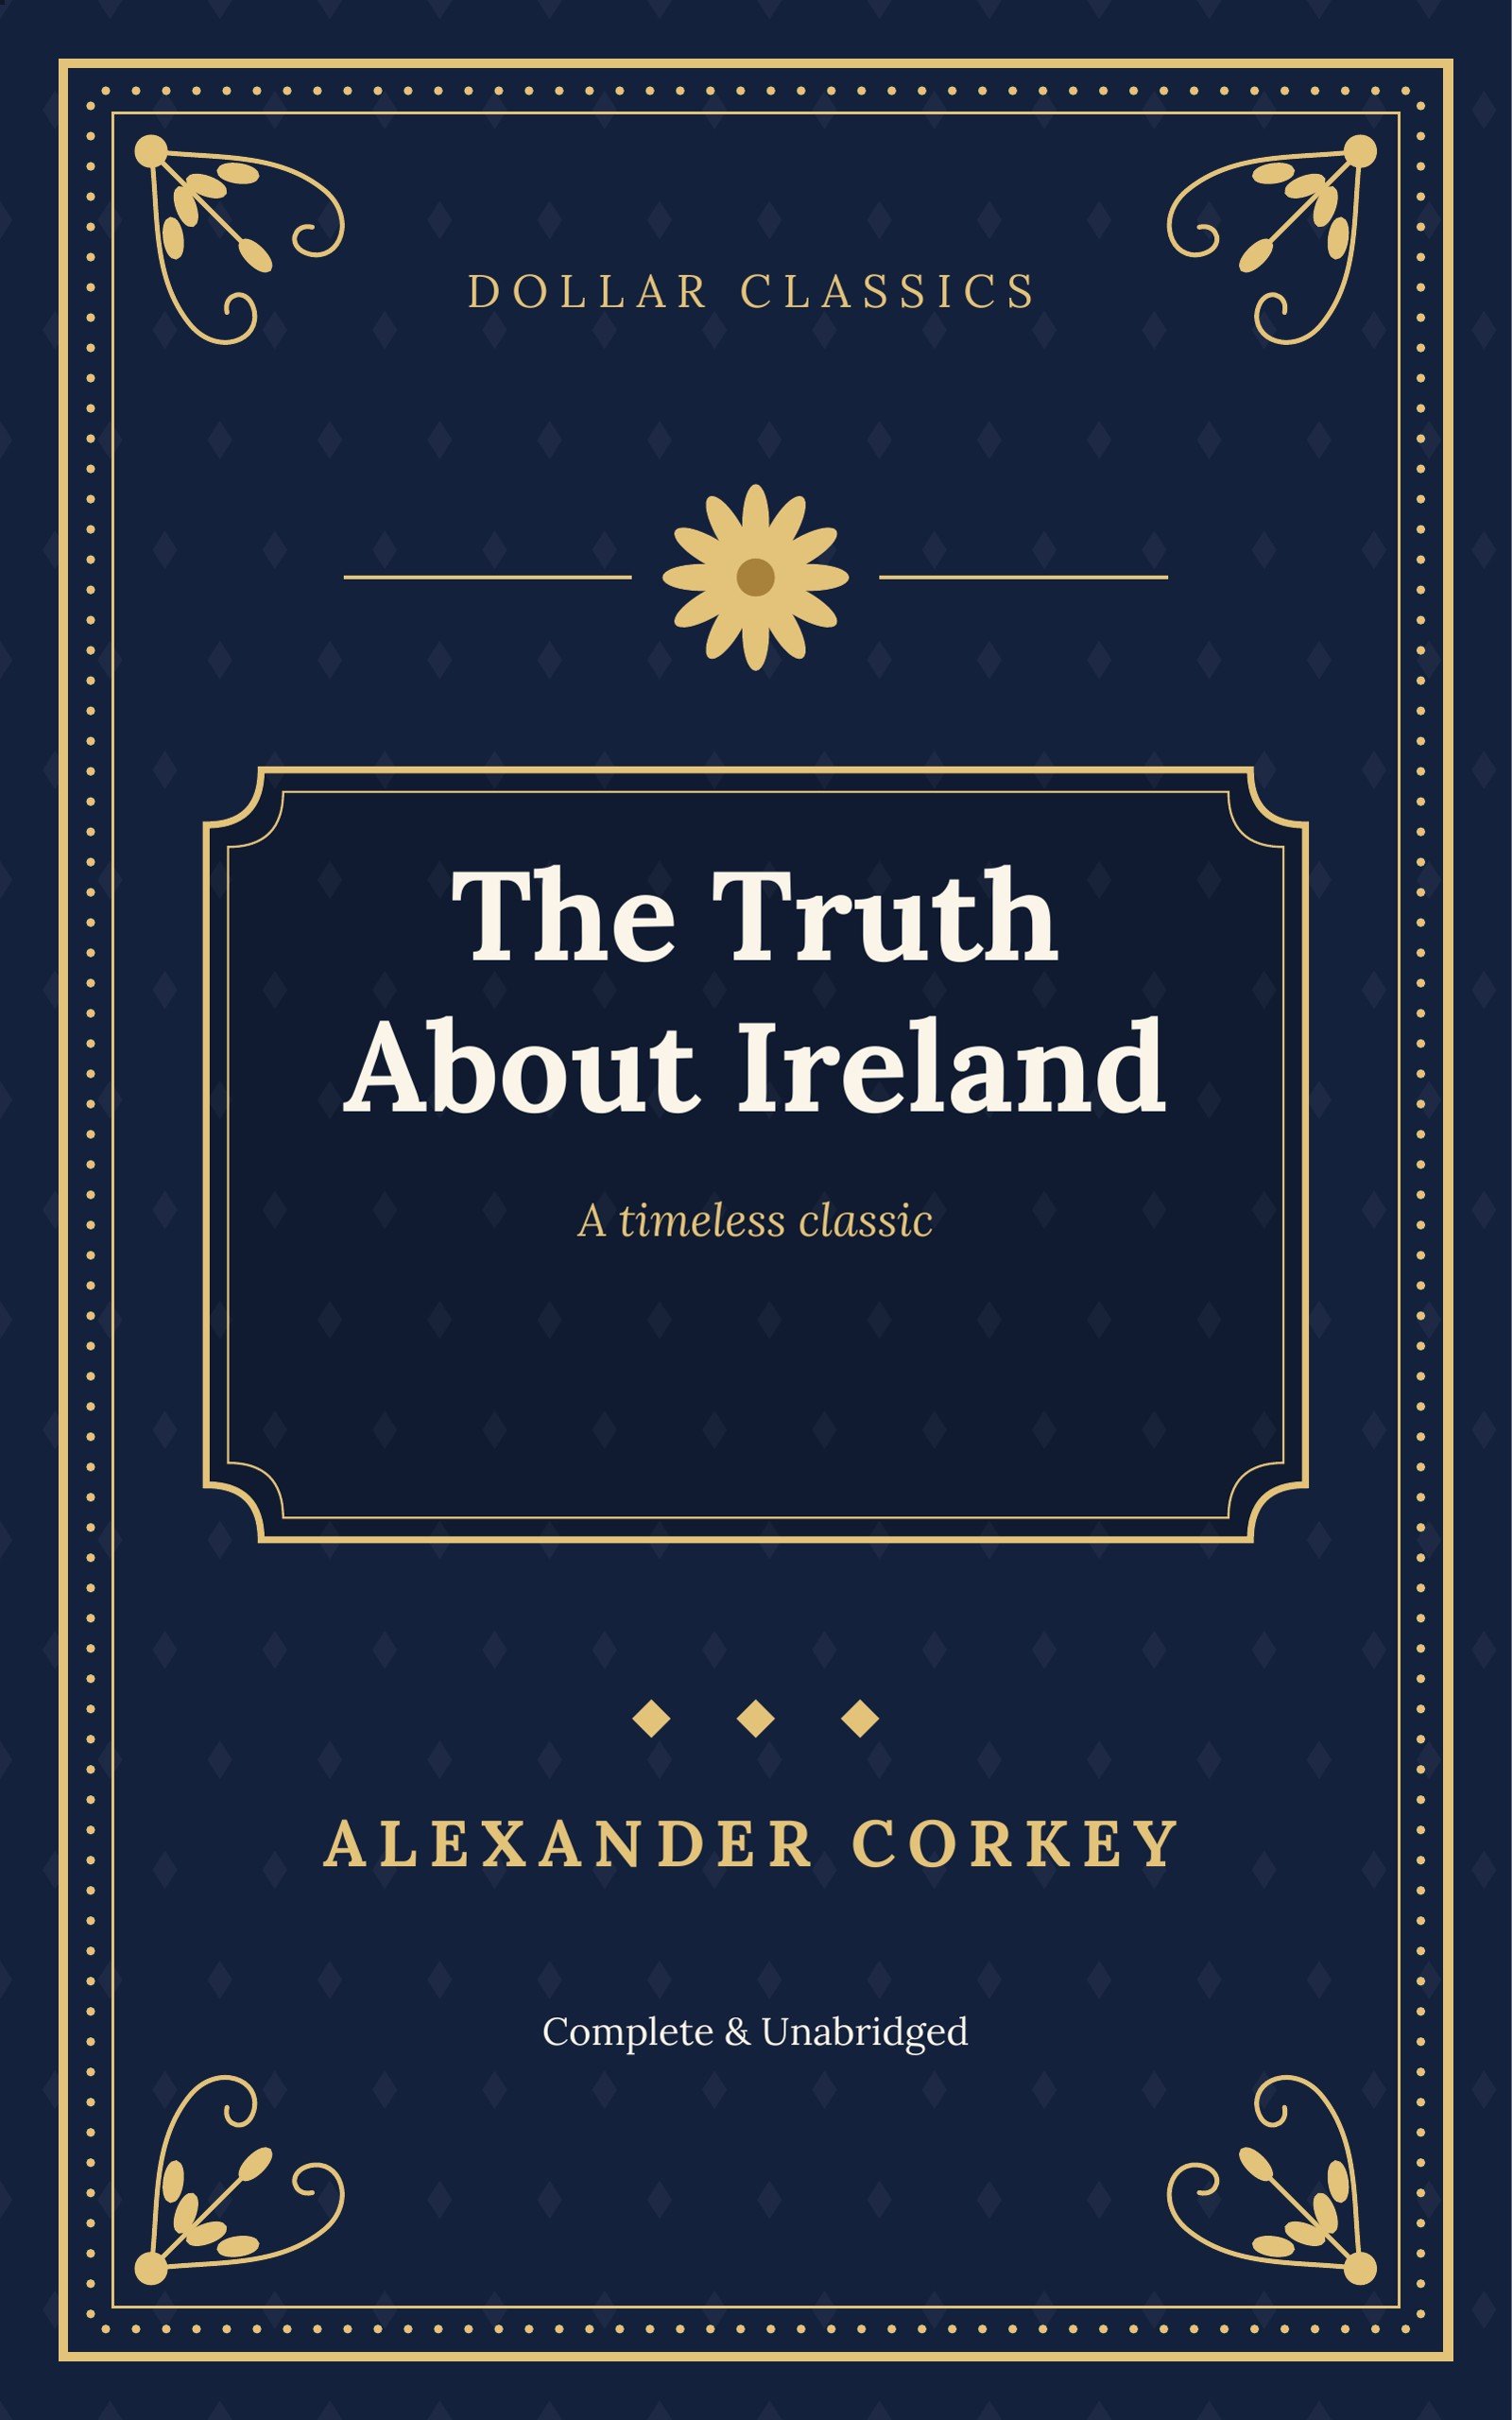 DOLLAR CLASSICS
The Truth
About Ireland
A timeless classic
ALEXANDER CORKEY
Complete & Unabridged